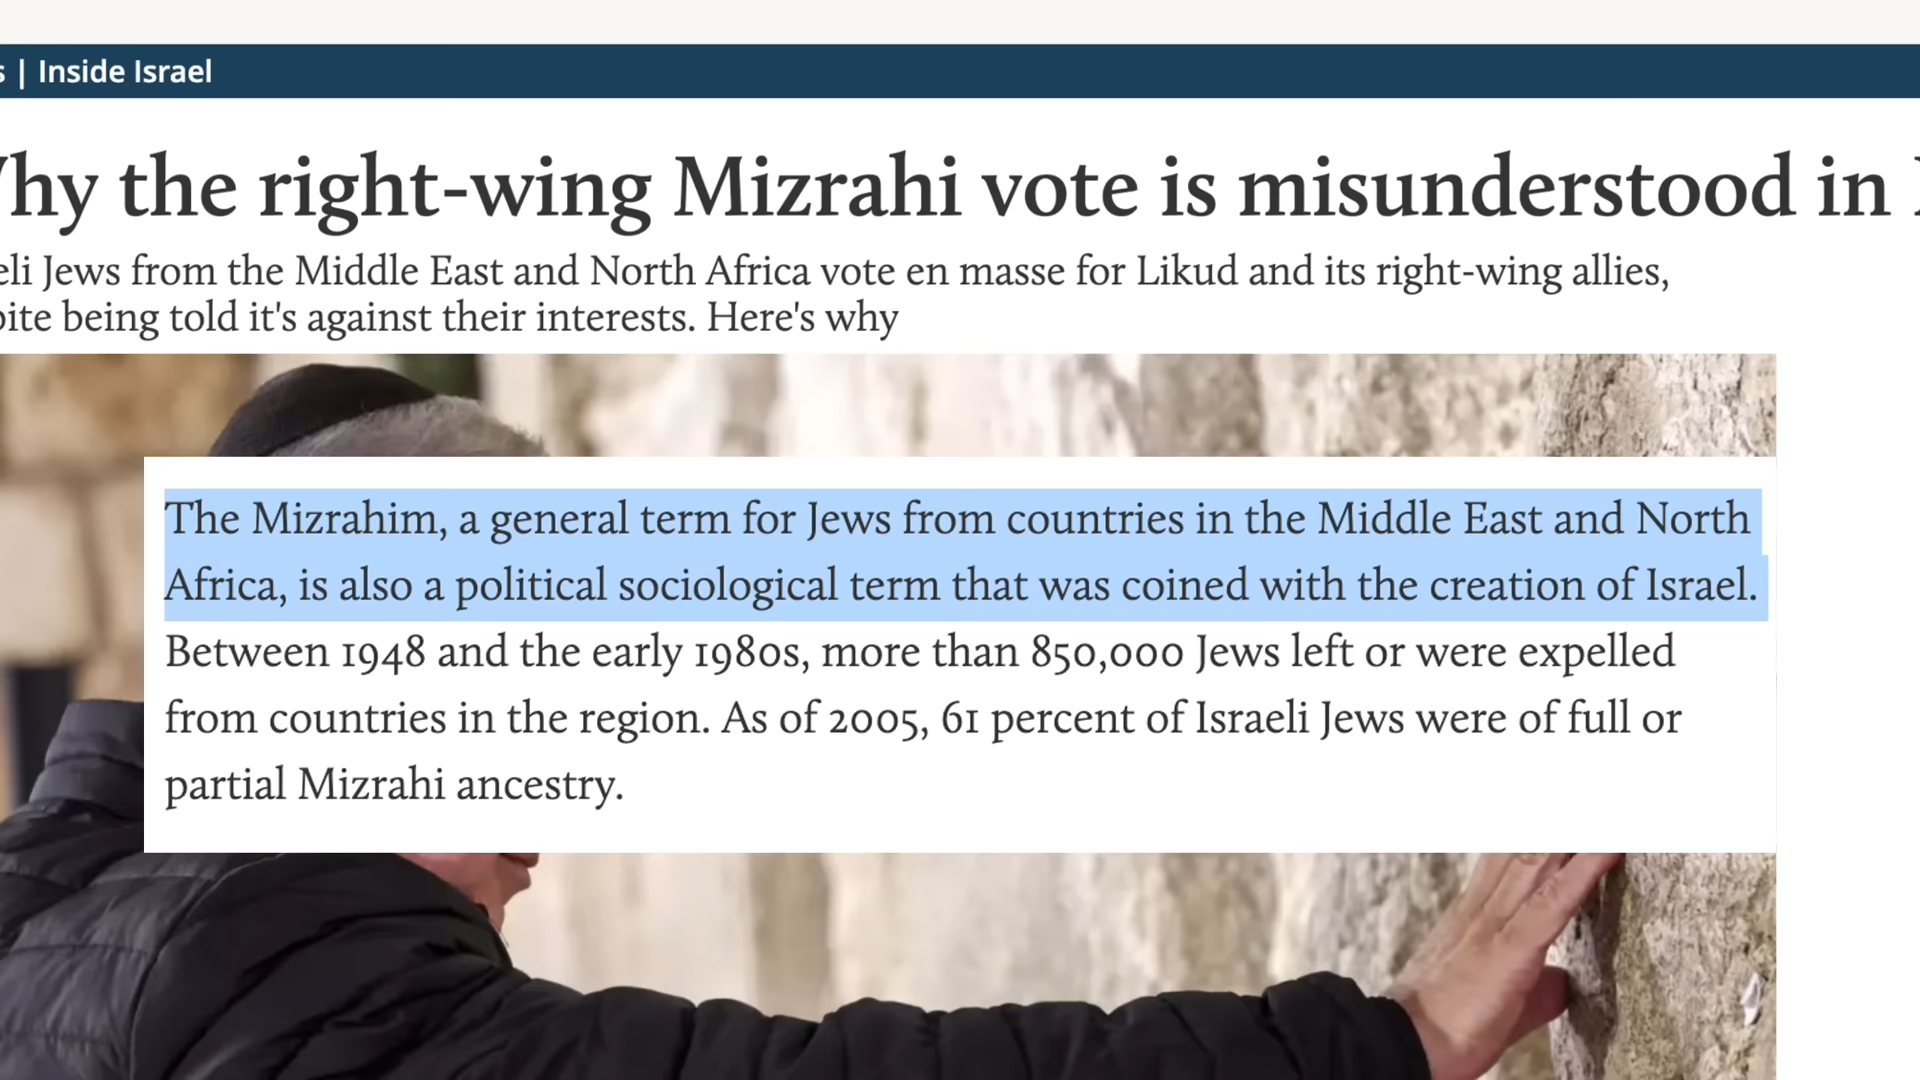 s | Inside Israel
Why the right-wing Mizrahi vote is misunderstood in
eli Jews from the Middle East and North Africa vote en masse for Likud and its right-wing allies,
pite being told it's against their interests. Here's why
The Mizrahim, a general term for Jews from countries in the Middle East and North
Africa, is also a political sociological term that was coined with the creation of Israel.
Between 1948 and the early 1980s, more than 850,000 Jews left or were expelled
from countries in the region. As of 2005, 61 percent of Israeli Jews were of full or
partial Mizrahi ancestry.